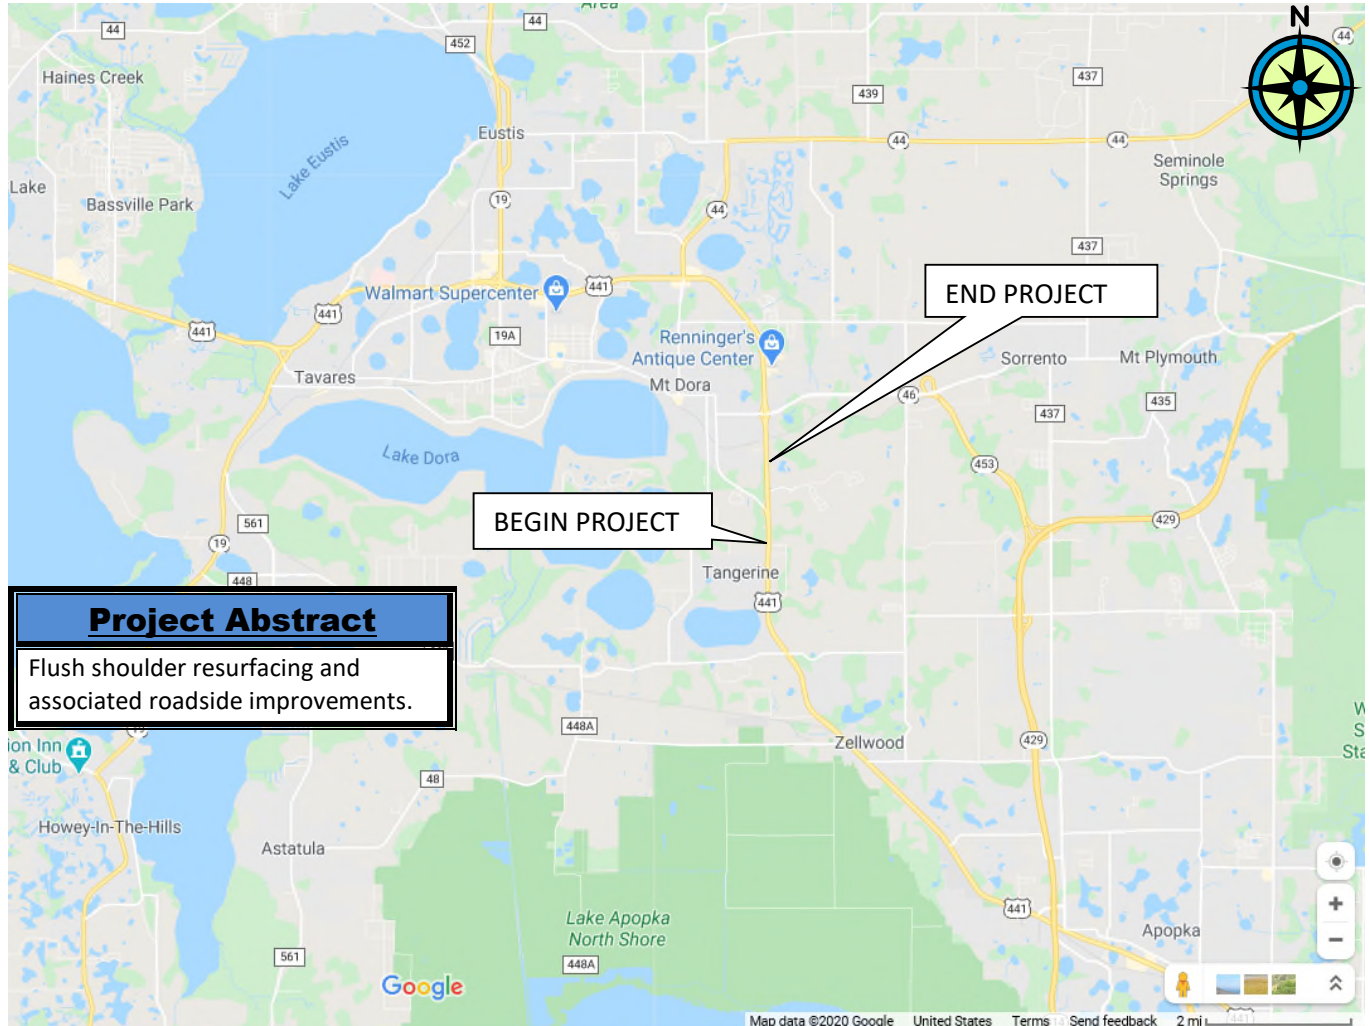 Area
N
44
44
44
452
Haines Creek
437
439
Eustis
44
44
Lake Eustis
Seminole
Springs
Lake
Bassville Park
19
44
437
END PROJECT
Walmart Supercenter
441
441
441
19A
Renninger's
Antique Center
Sorrento
Mt Plymouth
Tavares
Mt Dora
46
435
437
Lake Dora
453
BEGIN PROJECT
561
429
19
Tangerine
448
441
Project Abstract
Flush shoulder resurfacing and
associated roadside improvements.
448A
Zellwood
429
ion Inn
& Club
48
Howey-In-The-Hills
Astatula
441
Lake Apopka
North Shore
Apopka
561
448A
Google
Map data ©2020 Google United States Terms Send feedback 2 mi
441